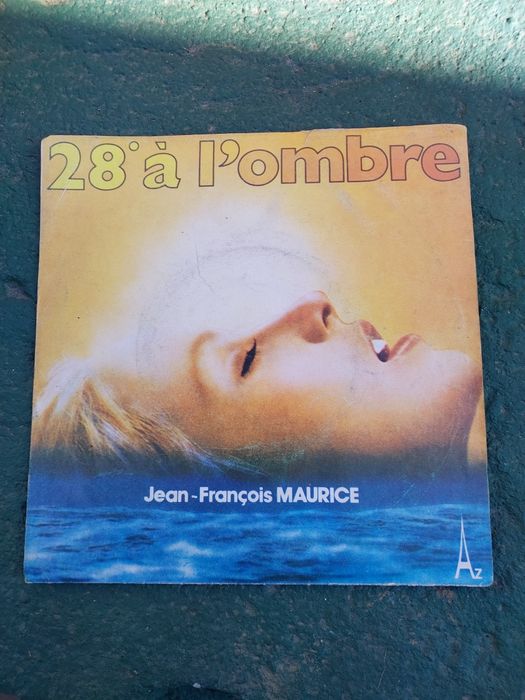 28° à l'ombre
Jean-François MAURICE
Az